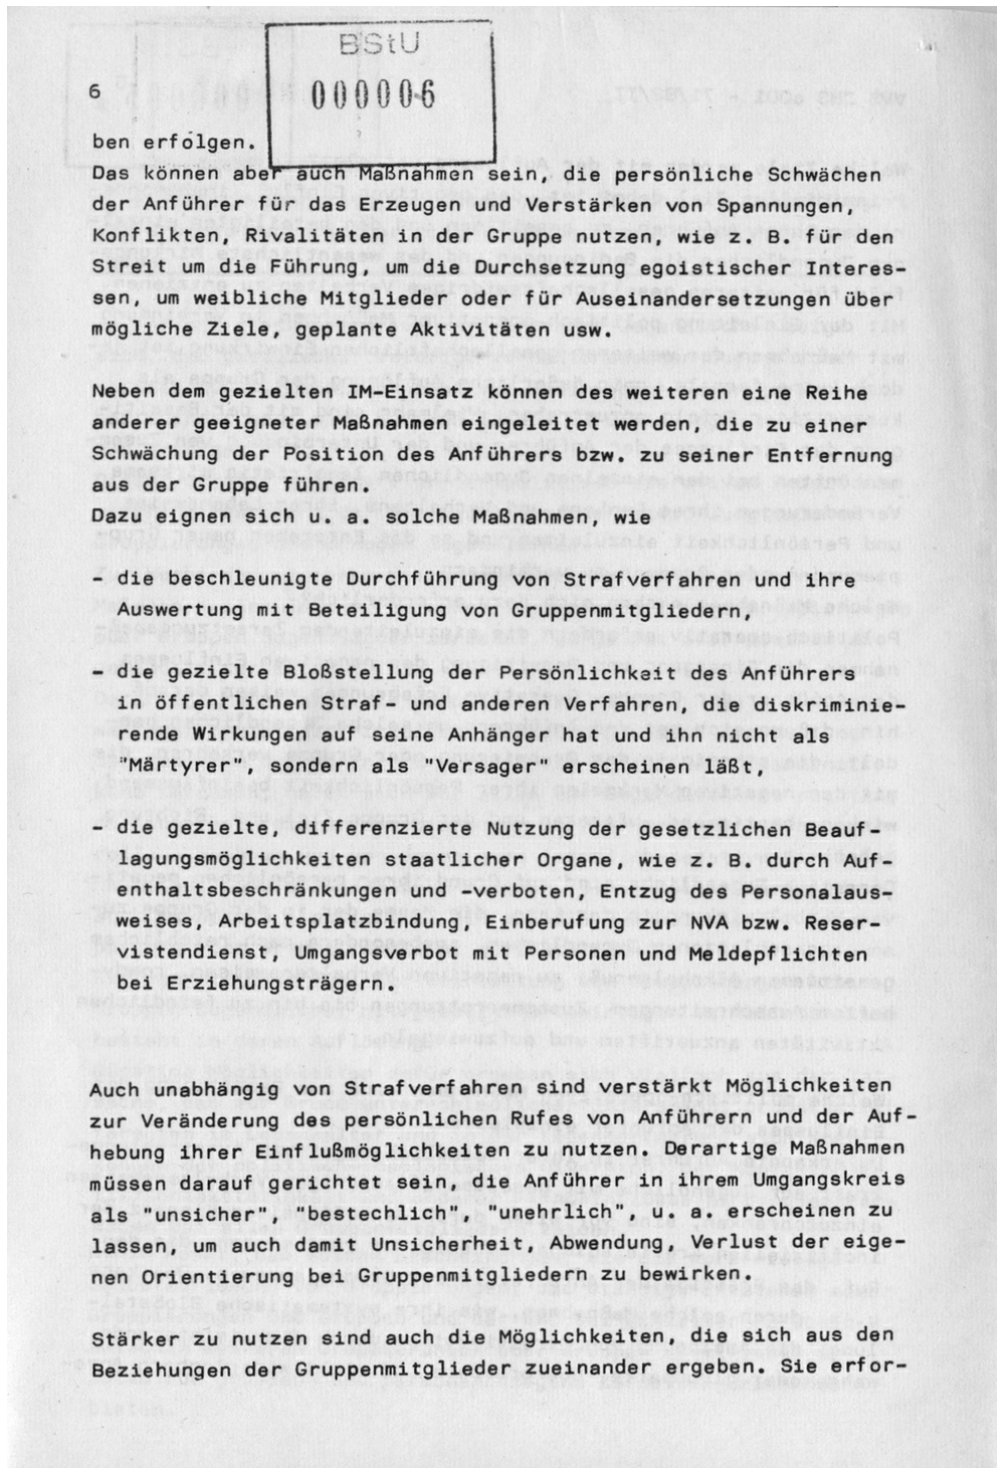 BStU
000006
6
ben erfolgen.
Das können aber auch Maßnahmen sein, die persönliche Schwächen
der Anführer für das Erzeugen und Verstärken von Spannungen,
Konflikten, Rivalitäten in der Gruppe nutzen, wie z. B. für den
Streit um die Führung, um die Durchsetzung egoistischer Interes-
sen, um weibliche Mitglieder oder für Auseinandersetzungen über
mögliche Ziele, geplante Aktivitäten usw.
Neben dem gezielten IM-Einsatz können des weiteren eine Reihe
anderer geeigneter Maßnahmen eingeleitet werden, die zu einer
Schwächung der Position des Anführers bzw. zu seiner Entfernung
aus der Gruppe führen.
Dazu eignen sich u. a. solche Maßnahmen, wie
- die beschleunigte Durchführung von Strafverfahren und ihre
Auswertung mit Beteiligung von Gruppenmitgliedern,
- die gezielte Bloßstellung der Persönlichkeit des Anführers
in öffentlichen Straf- und anderen Verfahren, die diskriminie-
rende Wirkungen auf seine Anhänger hat und ihn nicht als
"Märtyrer", sondern als "Versager" erscheinen läßt,
- die gezielte, differenzierte Nutzung der gesetzlichen Beauf-
lagungsmöglichkeiten staatlicher Organe, wie z. B. durch Auf-
enthaltsbeschränkungen und -verboten, Entzug des Personalaus-
weises, Arbeitsplatzbindung, Einberufung zur NVA bzw. Reser-
vistendienst, Umgangsverbot mit Personen und Meldepflichten
bei Erziehungsträgern.
Auch unabhängig von Strafverfahren sind verstärkt Möglichkeiten
zur Veränderung des persönlichen Rufes von Anführern und der Auf-
hebung ihrer Einflußmöglichkeiten zu nutzen. Derartige Maßnahmen
müssen darauf gerichtet sein, die Anführer in ihrem Umgangskreis
als "unsicher", "bestechlich", "unehrlich", u. a. erscheinen zu
lassen, um auch damit Unsicherheit, Abwendung, Verlust der eige-
nen Orientierung bei Gruppenmitgliedern zu bewirken.
Stärker zu nutzen sind auch die Möglichkeiten, die sich aus den
Beziehungen der Gruppenmitglieder zueinander ergeben. Sie erfor-